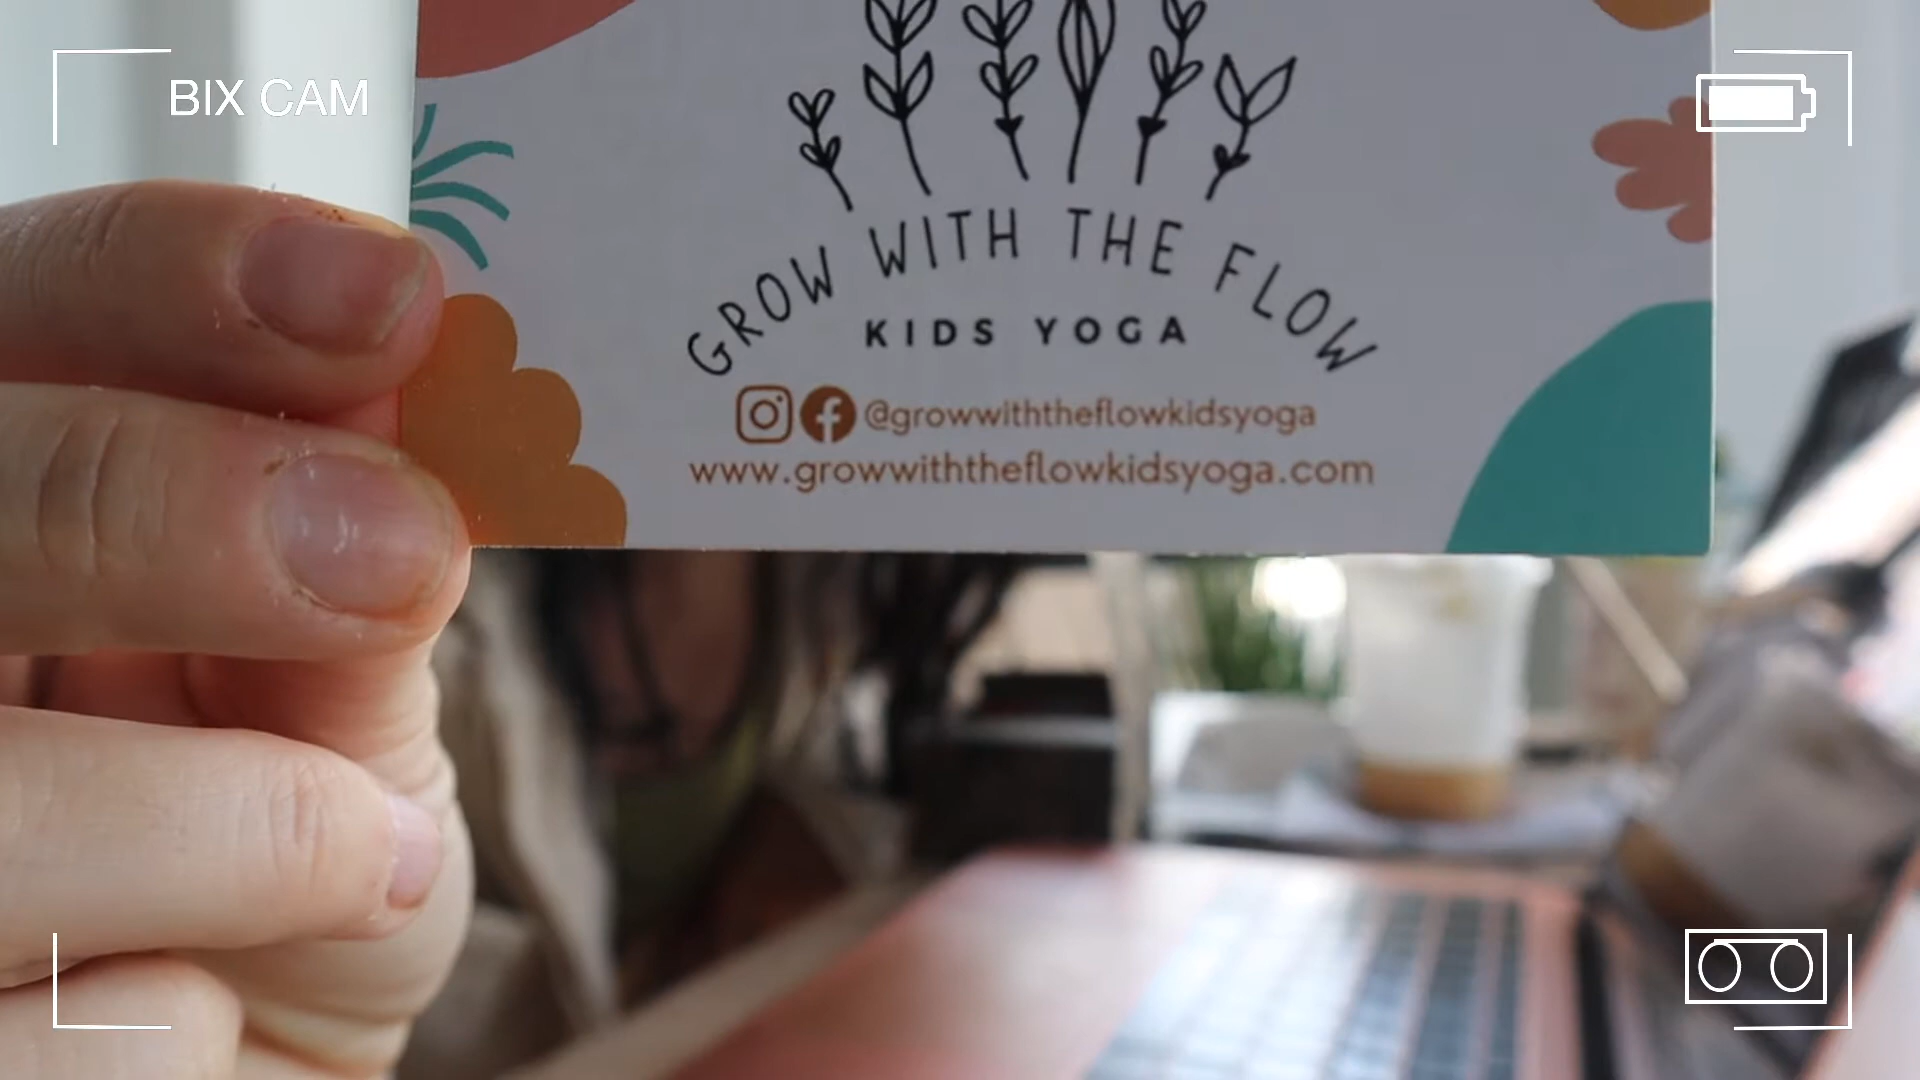 BIX CAM
GROW WITH THE FLOW
KIDS YOGA
@growwiththeflowkidsyoga
www.growwiththeflowkidsyoga.com